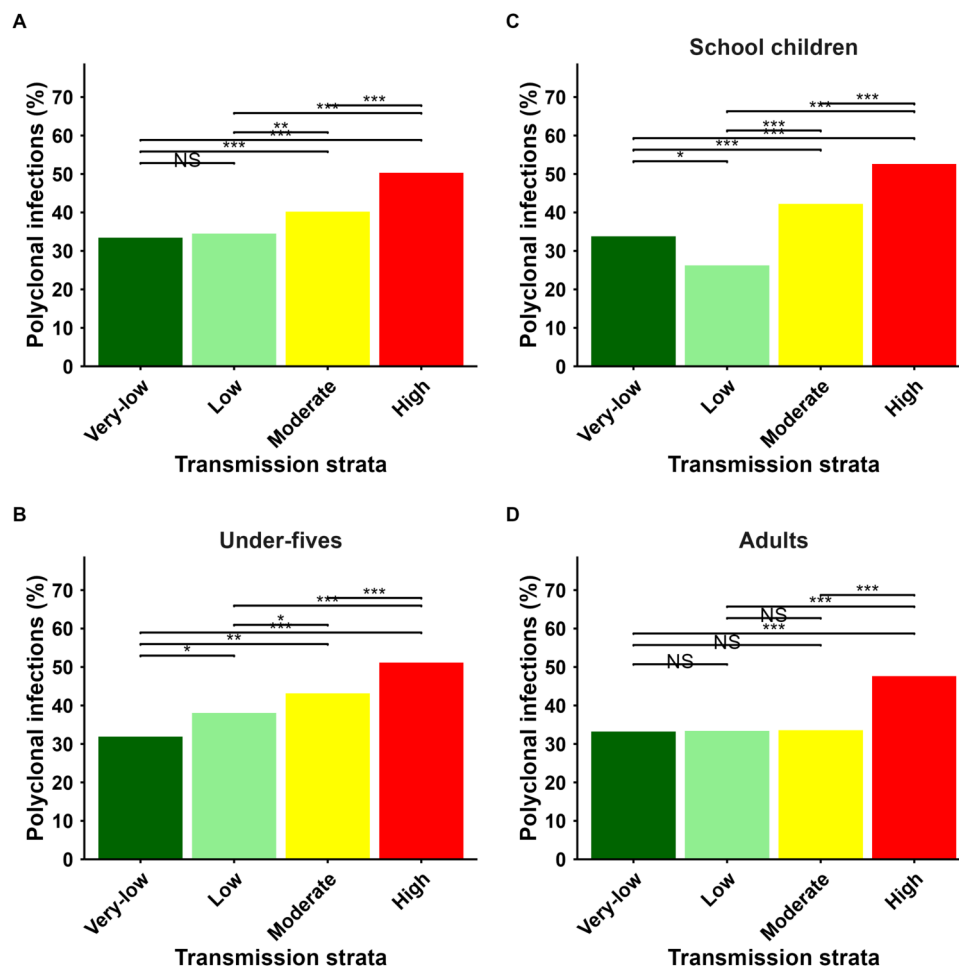 A
Polyclonal infections (%)
70
60
50
40
30
20
10
0
***
***
**
***
***
NS
Very-low
Low
Moderate
High
Transmission strata
C
School children
Polyclonal infections (%)
70
60
50
40
30
20
10
0
***
***
***
***
***
*
Very-low
Low
Moderate
High
Transmission strata
B
Under-fives
Polyclonal infections (%)
70
60
50
40
30
20
10
0
***
***
*
***
**
*
Very-low
Low
Moderate
High
Transmission strata
D
Adults
Polyclonal infections (%)
70
60
50
40
30
20
10
0
***
***
NS
***
NS
NS
Very-low
Low
Moderate
High
Transmission strata